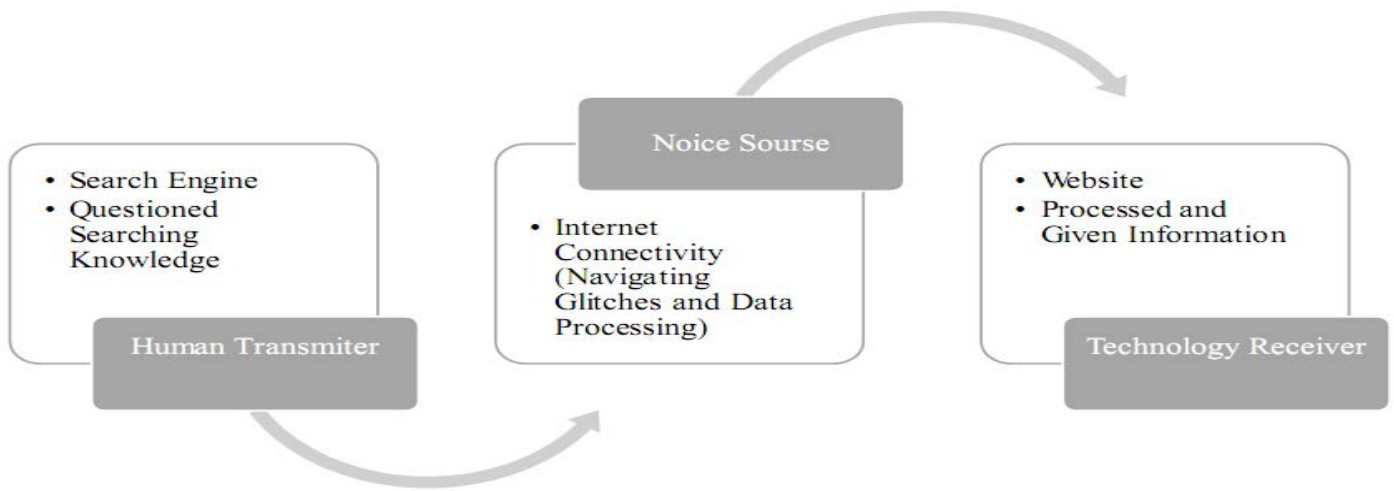 • Search Engine
• Questioned
Searching
Knowledge
Human Transmiter
Noice Sourse
• Internet
Connectivity
(Navigating
Glitches and Data
Processing)
• Website
• Processed and
Given Information
Technology Receiver